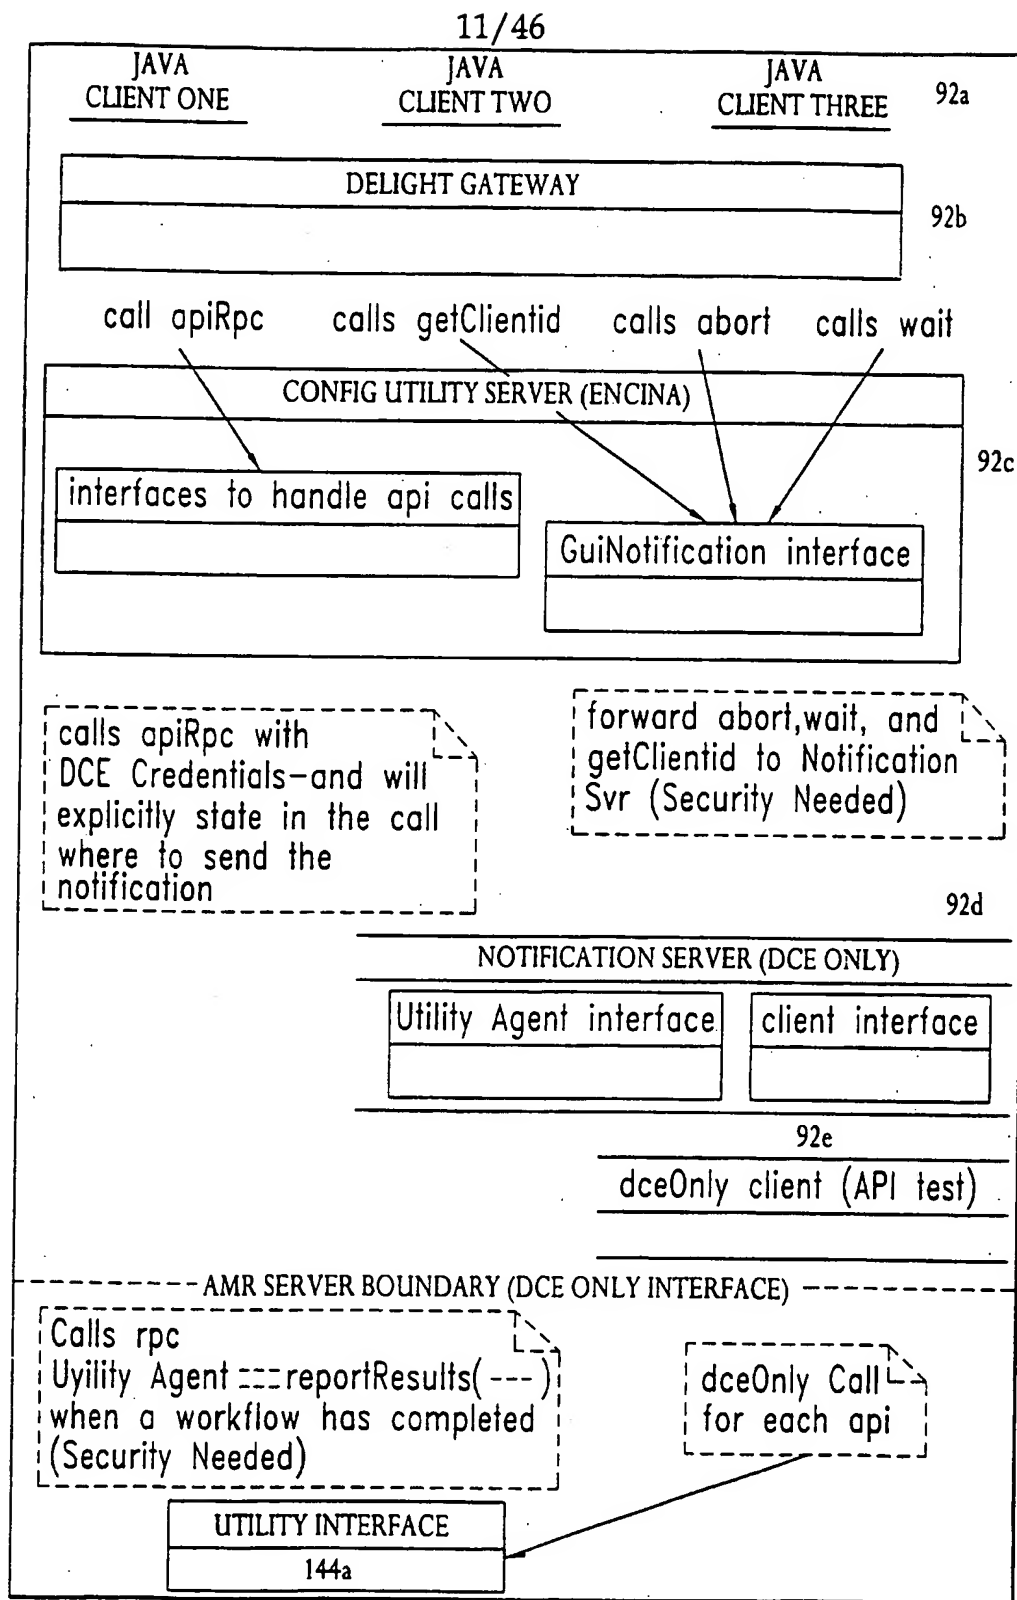 11/46
JAVA
CLIENT ONE
JAVA
CLIENT TWO
JAVA
CLIENT THREE
92a
DELIGHT GATEWAY
92b
call apiRpc
calls getClientid
calls abort
calls wait
CONFIG UTILITY SERVER (ENCINA)
92c
interfaces to handle api calls
GuiNotification interface
calls apiRpc with
DCE Credentials-and will
explicitly state in the call
where to send the
notification
forward abort,wait, and
getClientid to Notification
Svr (Security Needed)
92d
NOTIFICATION SERVER (DCE ONLY)
Utility Agent interface
client interface
92e
dceOnly client (API test)
AMR SERVER BOUNDARY (DCE ONLY INTERFACE)
Calls rpc
Uyility Agent :::reportResults( --- )
when a workflow has completed
(Security Needed)
dceOnly Call
for each api
UTILITY INTERFACE
144a